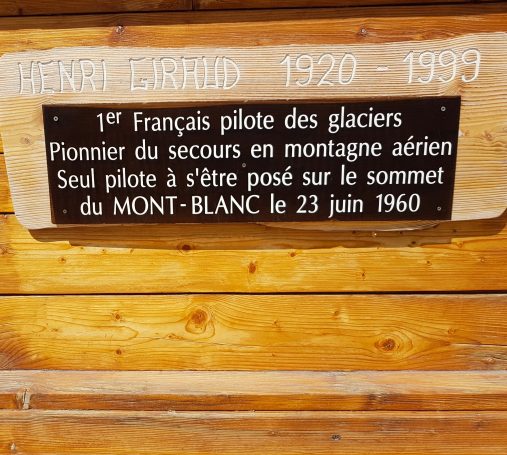 HENRI GIRAUD 1920 - 1999
1er Français pilote des glaciers
Pionnier du secours en montagne aérien
Seul pilote à s'être posé sur le sommet
du MONT-BLANC le 23 juin 1960